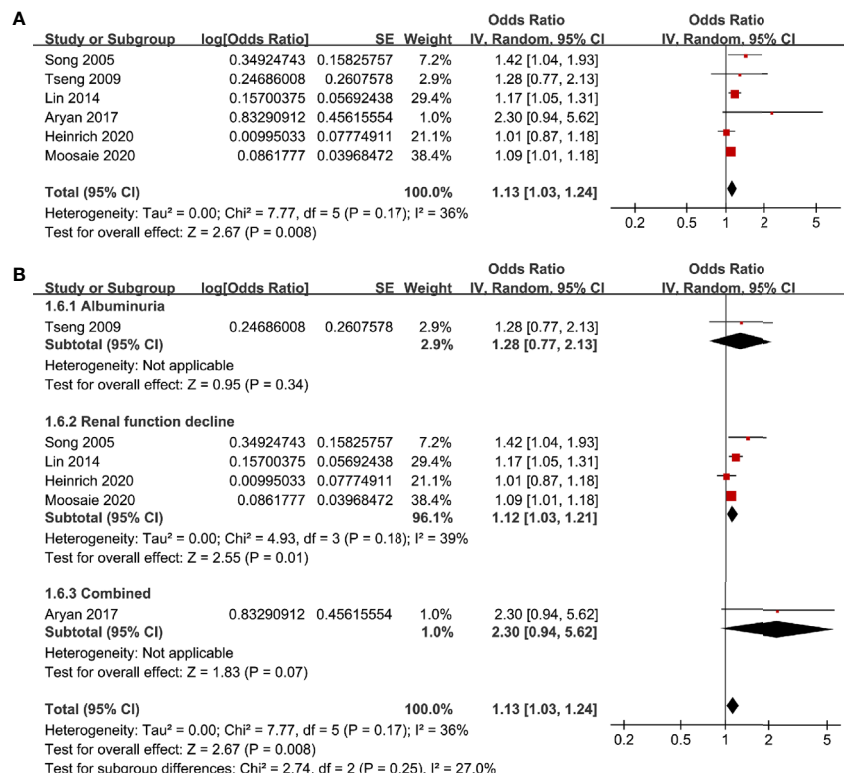 A
Odds Ratio Odds Ratio
Study or Subgroup log[Odds Ratio] SE Weight IV, Random, 95% CI IV, Random, 95% CI
Song 2005 0.34924743 0.15825757 7.2% 1.42 [1.04, 1.93]
Tseng 2009 0.24686008 0.2607578 2.9% 1.28 [0.77, 2.13]
Lin 2014 0.15700375 0.05692438 29.4% 1.17 [1.05, 1.31]
Aryan 2017 0.83290912 0.45615554 1.0% 2.30 [0.94, 5.62]
Heinrich 2020 0.00995033 0.07774911 21.1% 1.01 [0.87, 1.18]
Moosaie 2020 0.0861777 0.03968472 38.4% 1.09 [1.01, 1.18]
Total (95% CI) 100.0% 1.13 [1.03, 1.24]
Heterogeneity: Tau² = 0.00; Chi² = 7.77, df = 5 (P = 0.17); I² = 36%
Test for overall effect: Z = 2.67 (P = 0.008)
0.2 0.5 1 2 5
B
Odds Ratio Odds Ratio
Study or Subgroup log[Odds Ratio] SE Weight IV, Random, 95% CI IV, Random, 95% CI
1.6.1 Albuminuria
Tseng 2009 0.24686008 0.2607578 2.9% 1.28 [0.77, 2.13]
Subtotal (95% CI) 2.9% 1.28 [0.77, 2.13]
Heterogeneity: Not applicable
Test for overall effect: Z = 0.95 (P = 0.34)
1.6.2 Renal function decline
Song 2005 0.34924743 0.15825757 7.2% 1.42 [1.04, 1.93]
Lin 2014 0.15700375 0.05692438 29.4% 1.17 [1.05, 1.31]
Heinrich 2020 0.00995033 0.07774911 21.1% 1.01 [0.87, 1.18]
Moosaie 2020 0.0861777 0.03968472 38.4% 1.09 [1.01, 1.18]
Subtotal (95% CI) 96.1% 1.12 [1.03, 1.21]
Heterogeneity: Tau² = 0.00; Chi² = 4.93, df = 3 (P = 0.18); I² = 39%
Test for overall effect: Z = 2.55 (P = 0.01)
1.6.3 Combined
Aryan 2017 0.83290912 0.45615554 1.0% 2.30 [0.94, 5.62]
Subtotal (95% CI) 1.0% 2.30 [0.94, 5.62]
Heterogeneity: Not applicable
Test for overall effect: Z = 1.83 (P = 0.07)
Total (95% CI) 100.0% 1.13 [1.03, 1.24]
Heterogeneity: Tau² = 0.00; Chi² = 7.77, df = 5 (P = 0.17); I² = 36%
Test for overall effect: Z = 2.67 (P = 0.008)
Test for subgroup differences: Chi² = 2.74, df = 2 (P = 0.25), I² = 27.0%
0.2 0.5 1 2 5